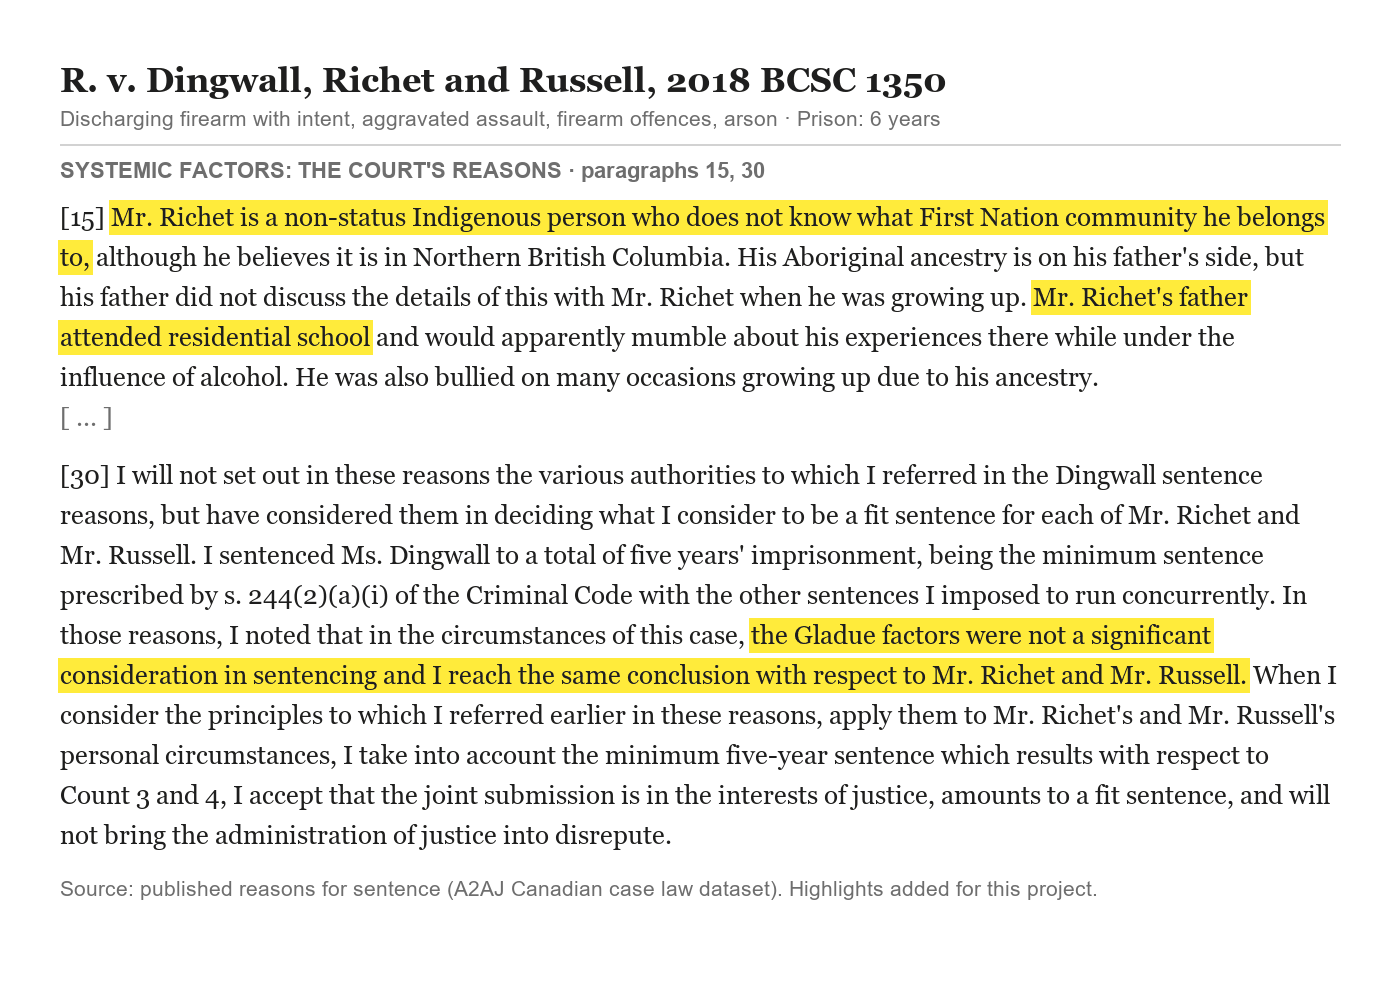 R. v. Dingwall, Richet and Russell, 2018 BCSC 1350
Discharging firearm with intent, aggravated assault, firearm offences, arson · Prison: 6 years
SYSTEMIC FACTORS: THE COURT'S REASONS · paragraphs 15, 30
[15] Mr. Richet is a non-status Indigenous person who does not know what First Nation community he belongs
to, although he believes it is in Northern British Columbia. His Aboriginal ancestry is on his father's side, but
his father did not discuss the details of this with Mr. Richet when he was growing up. Mr. Richet's father
attended residential school and would apparently mumble about his experiences there while under the
influence of alcohol. He was also bullied on many occasions growing up due to his ancestry.
[ ... ]
[30] I will not set out in these reasons the various authorities to which I referred in the Dingwall sentence
reasons, but have considered them in deciding what I consider to be a fit sentence for each of Mr. Richet and
Mr. Russell. I sentenced Ms. Dingwall to a total of five years' imprisonment, being the minimum sentence
prescribed by s. 244(2)(a)(i) of the Criminal Code with the other sentences I imposed to run concurrently. In
those reasons, I noted that in the circumstances of this case, the Gladue factors were not a significant
consideration in sentencing and I reach the same conclusion with respect to Mr. Richet and Mr. Russell. When I
consider the principles to which I referred earlier in these reasons, apply them to Mr. Richet's and Mr. Russell's
personal circumstances, I take into account the minimum five-year sentence which results with respect to
Count 3 and 4, I accept that the joint submission is in the interests of justice, amounts to a fit sentence, and will
not bring the administration of justice into disrepute.
Source: published reasons for sentence (A2AJ Canadian case law dataset). Highlights added for this project.